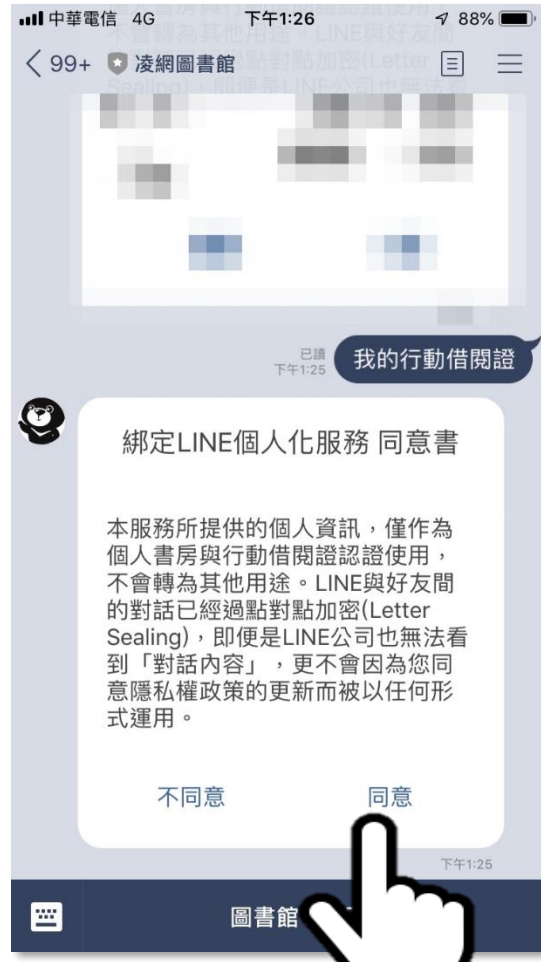 中華電信 4G 下午1:26 88%
99+ 凌網圖書館
已讀
下午1:25
我的行動借閱證
綁定LINE個人化服務 同意書
本服務所提供的個人資訊，僅作為
個人書房與行動借閱證認證使用，
不會轉為其他用途。LINE與好友間
的對話已經過點對點加密(Letter
Sealing)，即便是LINE公司也無法看
到「對話內容」，更不會因為您同
意隱私權政策的更新而被以任何形
式運用。
不同意 同意
下午1:25
圖書館